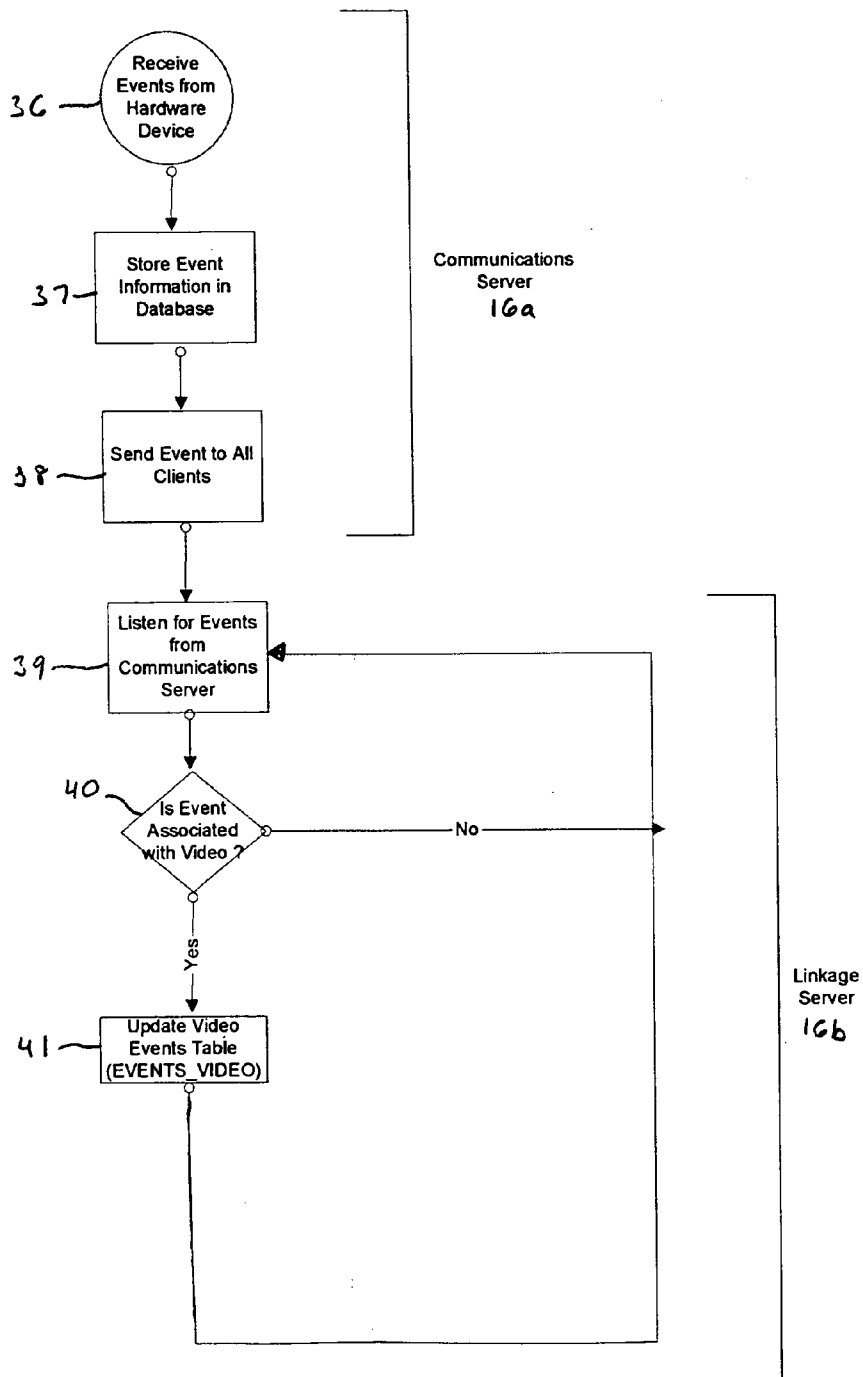 Receive
Events from
Hardware
Device
36
Store Event
Information in
Database
37
Communications
Server
16a
Send Event to All
Clients
38
Listen for Events
from
Communications
Server
39
40
Is Event
Associated
with Video ?
No
Yes
Linkage
Server
16b
Update Video
Events Table
(EVENTS_VIDEO)
41